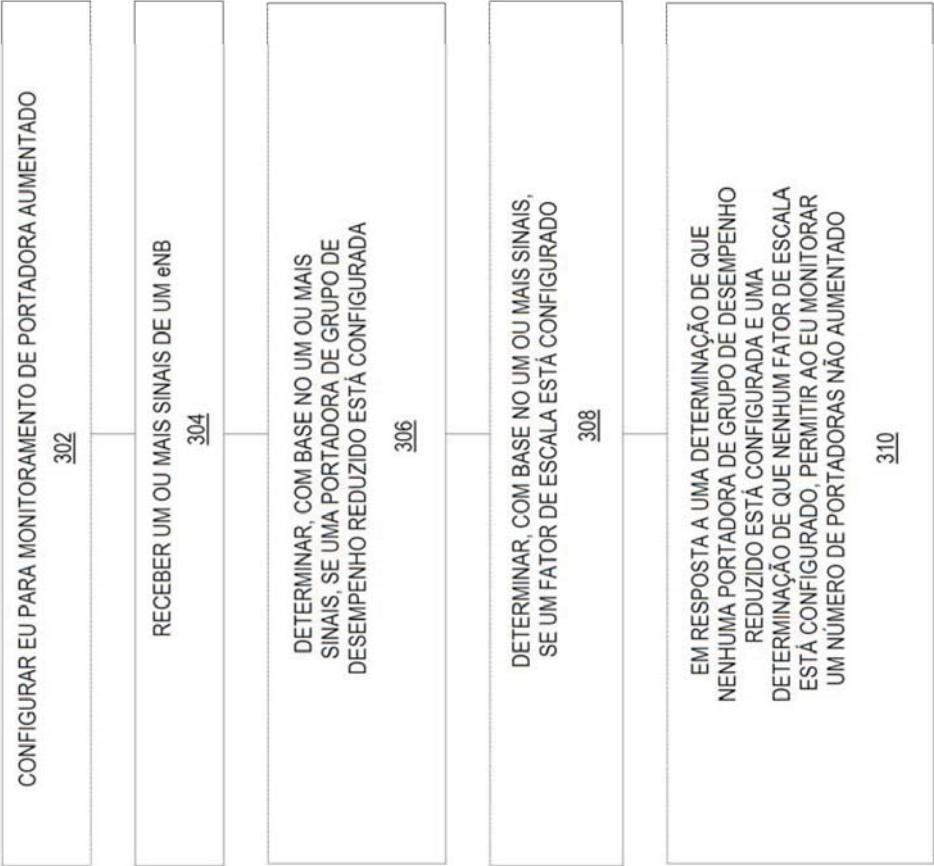 CONFIGURAR EU PARA MONITORAMENTO DE PORTADORA AUMENTADO
302
RECEBER UM OU MAIS SINAIS DE UM eNB
304
DETERMINAR, COM BASE NO UM OU MAIS
SINAIS, SE UMA PORTADORA DE GRUPO DE
DESEMPENHO REDUZIDO ESTÁ CONFIGURADA
306
DETERMINAR, COM BASE NO UM OU MAIS SINAIS,
SE UM FATOR DE ESCALA ESTÁ CONFIGURADO
308
EM RESPOSTA A UMA DETERMINAÇÃO DE QUE
NENHUMA PORTADORA DE GRUPO DE DESEMPENHO
REDUZIDO ESTÁ CONFIGURADA E UMA
DETERMINAÇÃO DE QUE NENHUM FATOR DE ESCALA
ESTÁ CONFIGURADO, PERMITIR AO EU MONITORAR
UM NÚMERO DE PORTADORAS NÃO AUMENTADO
310